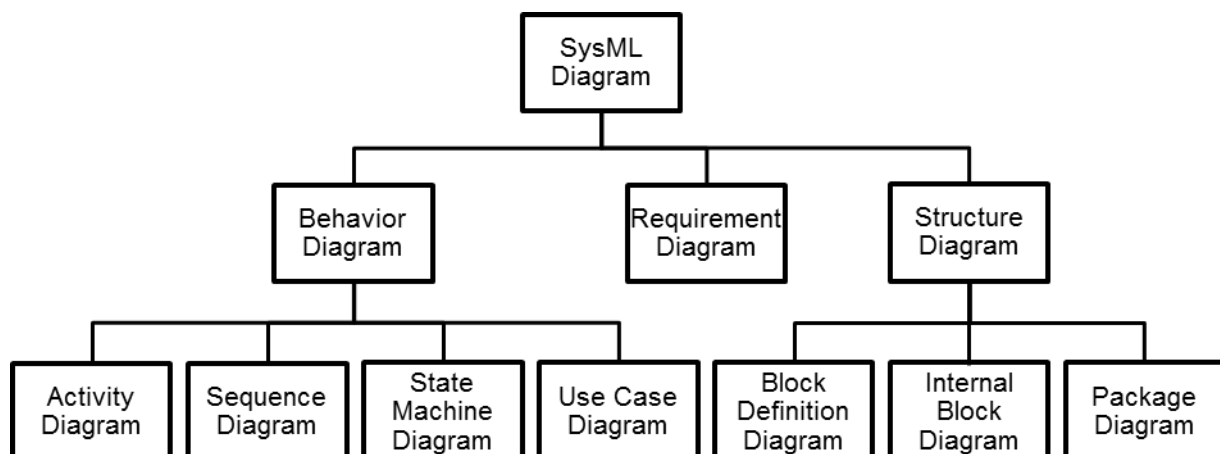 SysML
Diagram
Behavior
Diagram
Requirement
Diagram
Structure
Diagram
Activity
Diagram
Sequence
Diagram
State
Machine
Diagram
Use Case
Diagram
Block
Definition
Diagram
Internal
Block
Diagram
Package
Diagram